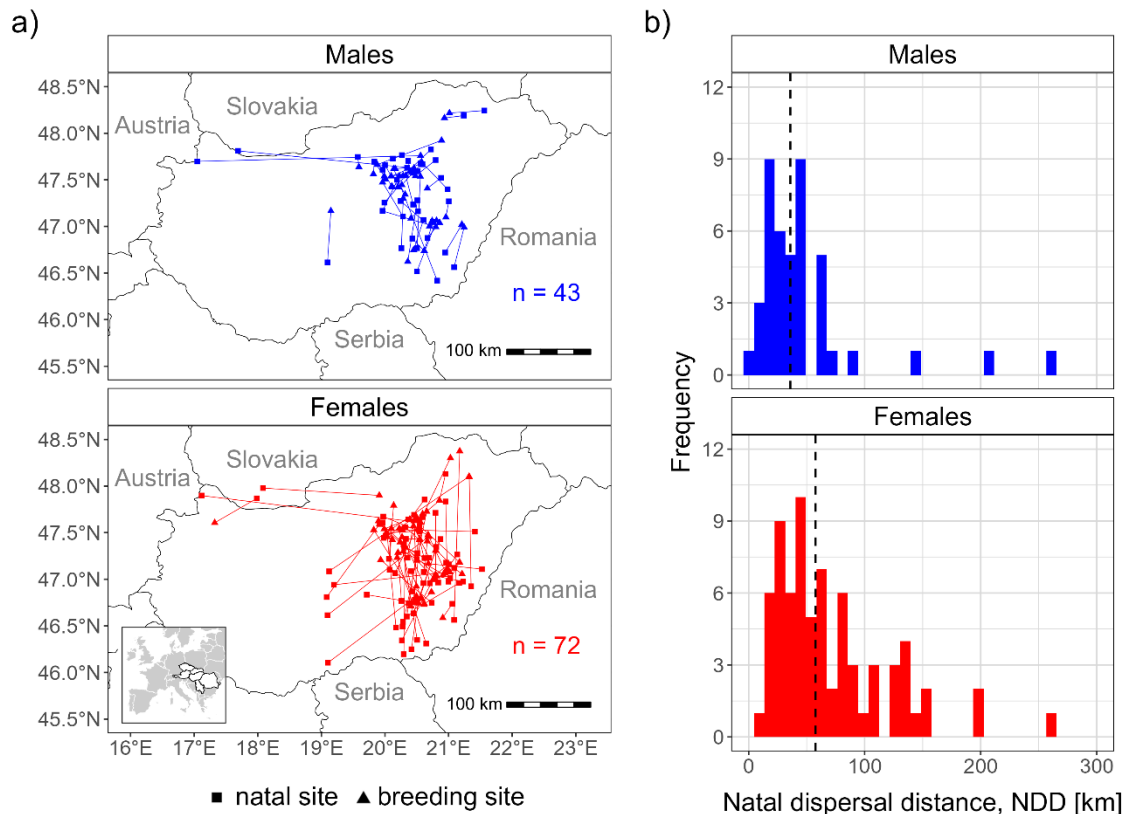 a)
Males
48.5°N
48.0°N
47.5°N
47.0°N
46.5°N
46.0°N
45.5°N
Austria
Slovakia
Romania
Serbia
n = 43
100 km
Females
48.5°N
48.0°N
47.5°N
47.0°N
46.5°N
46.0°N
45.5°N
Austria
Slovakia
Romania
Serbia
n = 72
100 km
16°E 17°E 18°E 19°E 20°E 21°E 22°E 23°E
natal site breeding site
b)
Males
12
9
6
3
0
Frequency
Females
12
9
6
3
0
0 100 200 300
Natal dispersal distance, NDD [km]